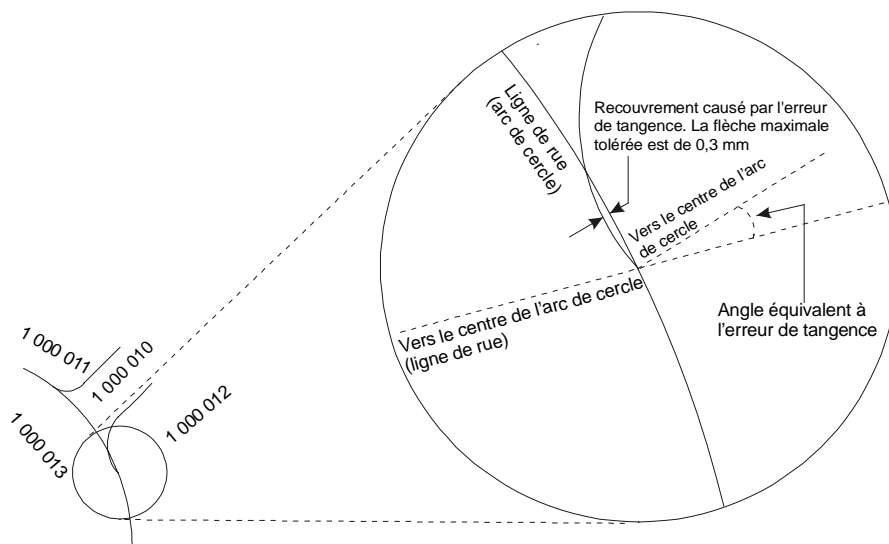 Ligne de rue
(arc de cercle)
Recouvrement causé par l'erreur
de tangence. La flèche maximale
tolérée est de 0,3 mm
Vers le centre de l'arc
de cercle
Vers le centre de l'arc de cercle
(ligne de rue)
Angle équivalent à
l'erreur de tangence
1 000 011
1 000 010
1 000 012
1 000 013